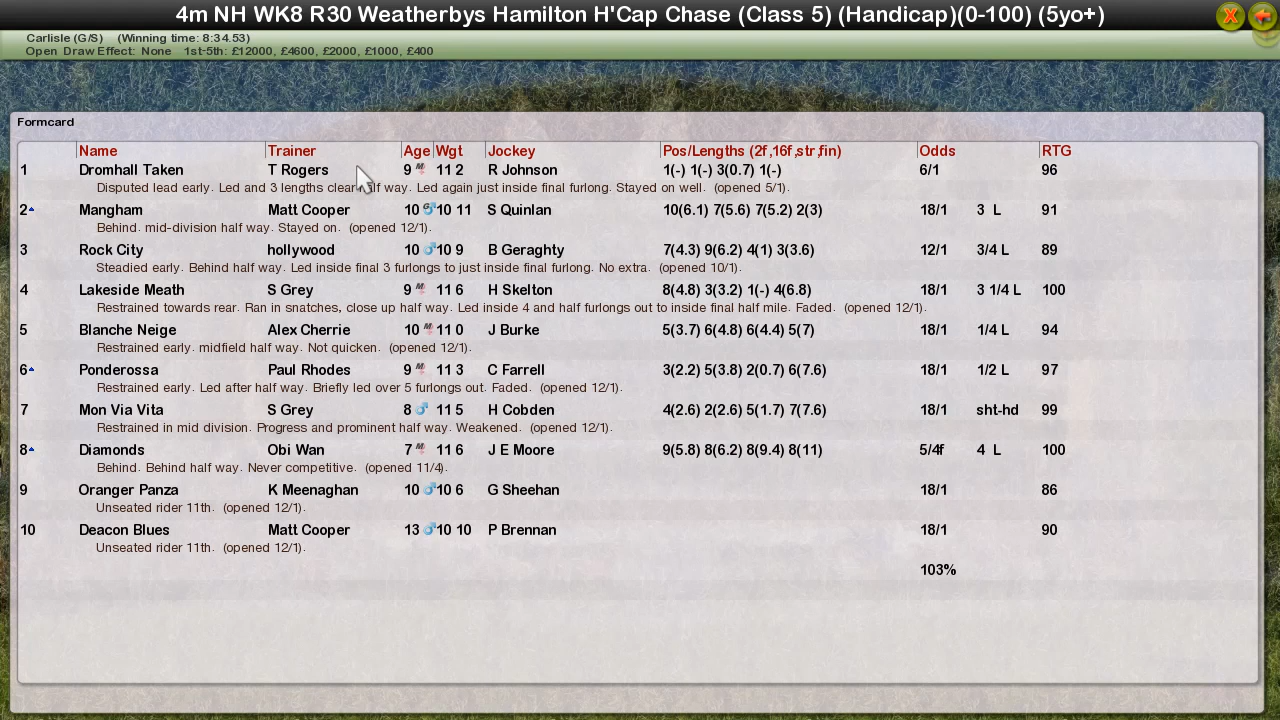 4m NH WK8 R30 Weatherbys Hamilton H'Cap Chase (Class 5) (Handicap)(0-100) (5yo+)
Carlisle (G/S) (Winning time: 8:34.53)
Open Draw Effect: None 1st-5th: £12000, £4600, £2000, £1000, £400
Formcard
Name Trainer Age Wgt Jockey Pos/Lengths (2f,16f,str,fin) Odds RTG
1 Dromhall Taken T Rogers 9 11 2 R Johnson 1(-) 1(-) 3(0.7) 1(-) 6/1 96
Disputed lead early. Led and 3 lengths clear half way. Led again just inside final furlong. Stayed on well. (opened 5/1).
2 Mangham Matt Cooper 10 10 11 S Quinlan 10(6.1) 7(5.6) 7(5.2) 2(3) 18/1 3 L 91
Behind. mid-division half way. Stayed on. (opened 12/1).
3 Rock City hollywood 10 10 9 B Geraghty 7(4.3) 9(6.2) 4(1) 3(3.6) 12/1 3/4 L 89
Steadied early. Behind half way. Led inside final 3 furlongs to just inside final furlong. No extra. (opened 10/1).
4 Lakeside Meath S Grey 9 11 6 H Skelton 8(4.8) 3(3.2) 1(-) 4(6.8) 18/1 3 1/4 L 100
Restrained towards rear. Ran in snatches, close up half way. Led inside 4 and half furlongs out to inside final half mile. Faded. (opened 12/1).
5 Blanche Neige Alex Cherrie 10 11 0 J Burke 5(3.7) 6(4.8) 6(4.4) 5(7) 18/1 1/4 L 94
Restrained early. midfield half way. Not quicken. (opened 12/1).
6 Ponderossa Paul Rhodes 9 11 3 C Farrell 3(2.2) 5(3.8) 2(0.7) 6(7.6) 18/1 1/2 L 97
Restrained early. Led after half way. Briefly led over 5 furlongs out. Faded. (opened 12/1).
7 Mon Via Vita S Grey 8 11 5 H Cobden 4(2.6) 2(2.6) 5(1.7) 7(7.6) 18/1 sht-hd 99
Restrained in mid division. Progress and prominent half way. Weakened. (opened 12/1).
8 Diamonds Obi Wan 7 11 6 J E Moore 9(5.8) 8(6.2) 8(9.4) 8(11) 5/4f 4 L 100
Behind. Behind half way. Never competitive. (opened 11/4).
9 Oranger Panza K Meenaghan 10 10 6 G Sheehan 18/1 86
Unseated rider 11th. (opened 12/1).
10 Deacon Blues Matt Cooper 13 10 10 P Brennan 18/1 90
Unseated rider 11th. (opened 12/1).
103%